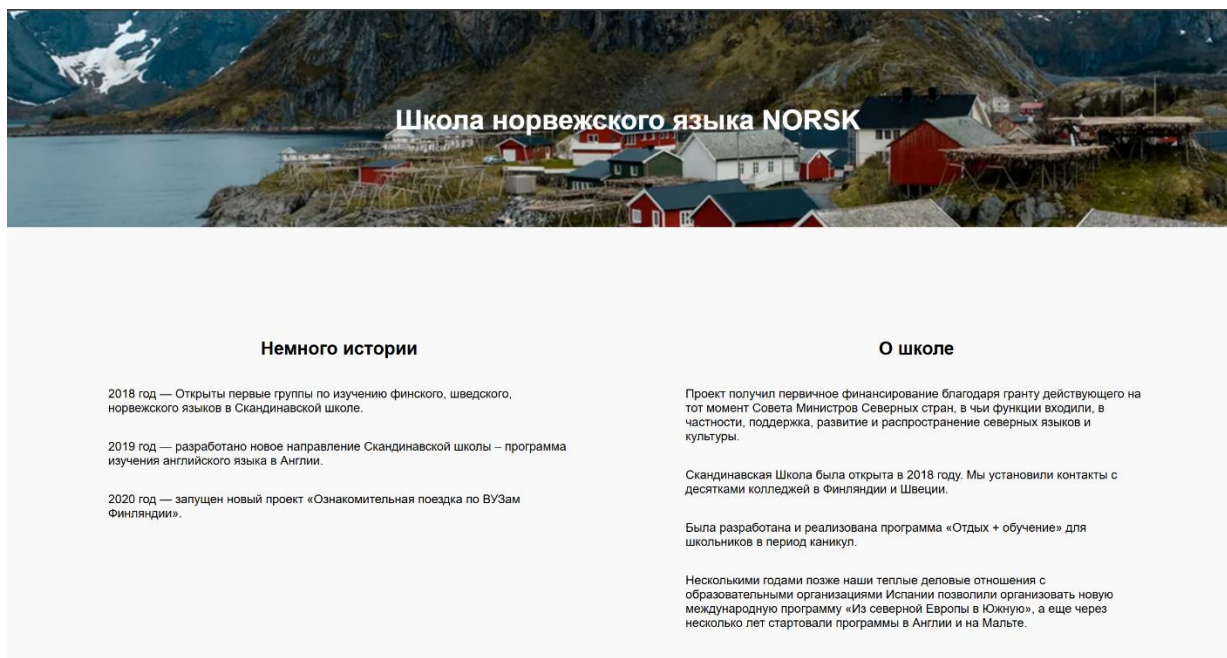 Школа норвежского языка NORSK
Немного истории
2018 год — Открыты первые группы по изучению финского, шведского,
норвежского языков в Скандинавской школе.
2019 год — разработано новое направление Скандинавской школы – программа
изучения английского языка в Англии.
2020 год — запущен новый проект «Ознакомительная поездка по ВУЗам
Финляндии».
О школе
Проект получил первичное финансирование благодаря гранту действующего на
тот момент Совета Министров Северных стран, в чьи функции входили, в
частности, поддержка, развитие и распространение северных языков и
культуры.
Скандинавская Школа была открыта в 2018 году. Мы установили контакты с
десятками колледжей в Финляндии и Швеции.
Была разработана и реализована программа «Отдых + обучение» для
школьников в период каникул.
Несколькими годами позже наши теплые деловые отношения с
образовательными организациями Испании позволили организовать новую
международную программу «Из северной Европы в Южную», а еще через
несколько лет стартовали программы в Англии и на Мальте.